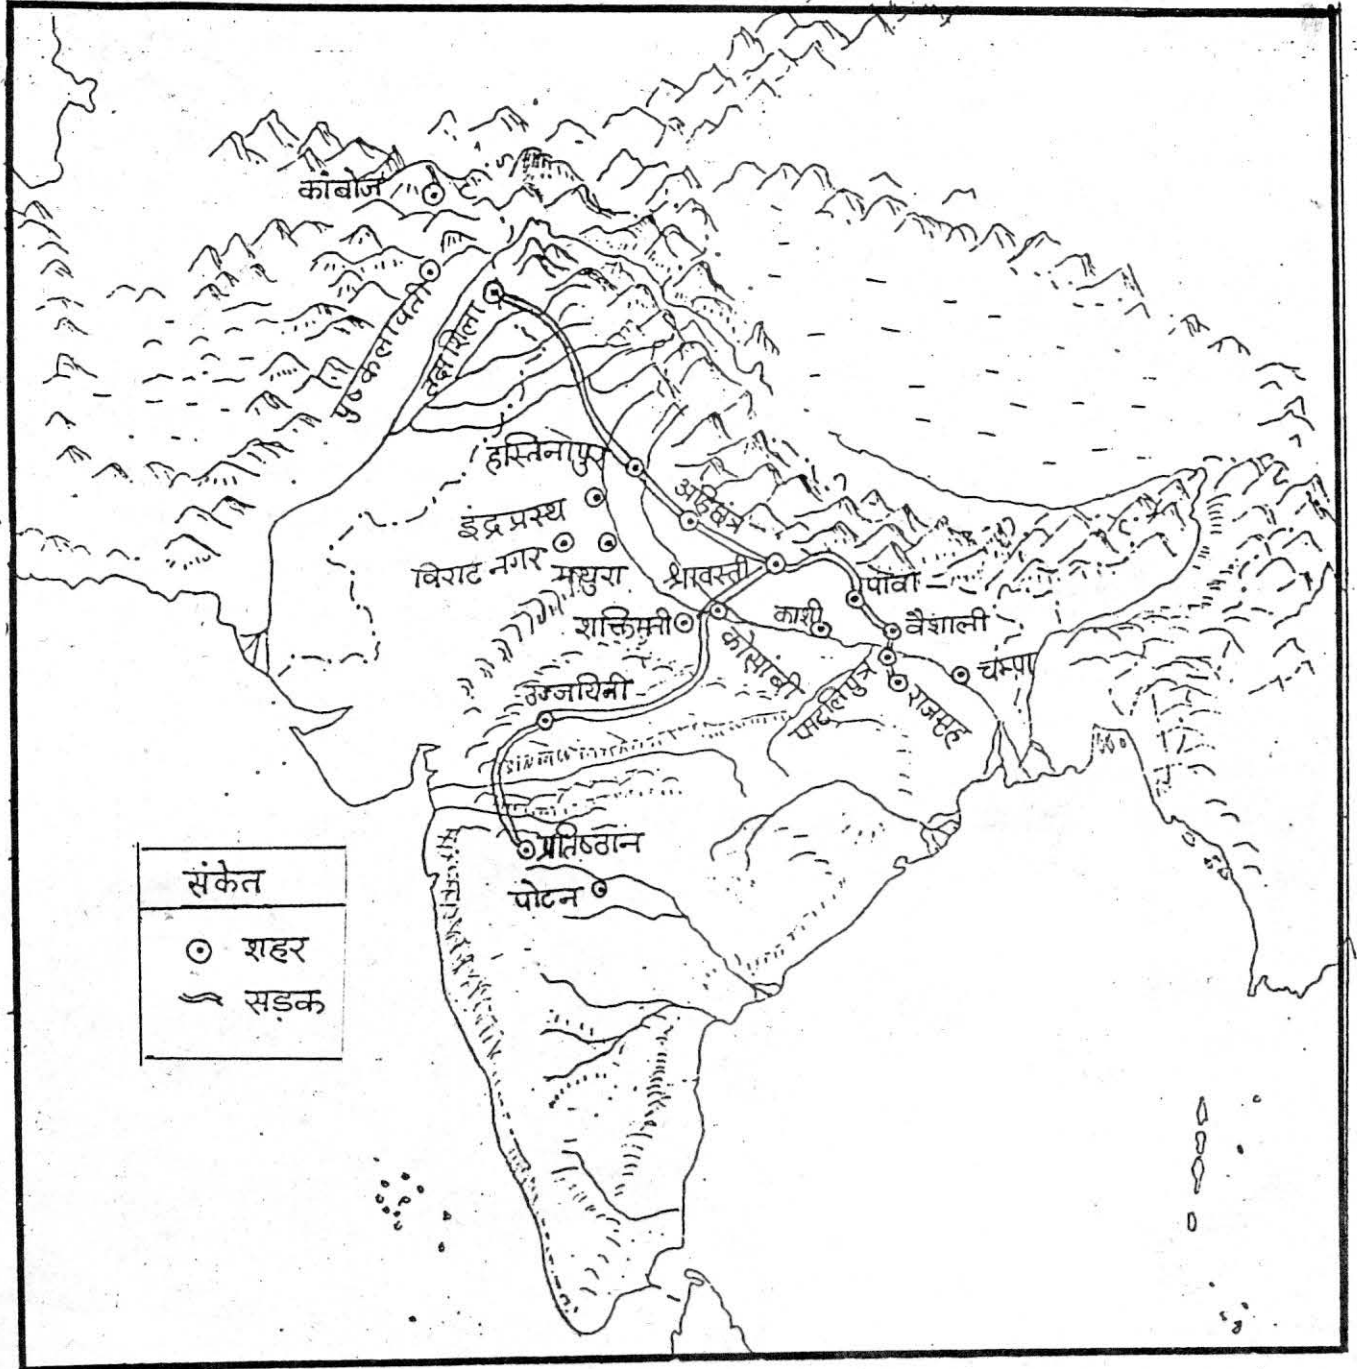 कांबोज
पुष्कलावती
तक्षशिला
हस्तिनापुर
अहिछत्र
इंद्रप्रस्थ
विराट नगर
मथुरा
श्रावस्ती
पावा
काशी
वैशाली
शक्तिमती
कोसांबी
चम्पा
पाटलिपुत्र
राजगृह
उज्जयिनी
प्रतिष्ठान
पोटन
संकेत
शहर
सड़क